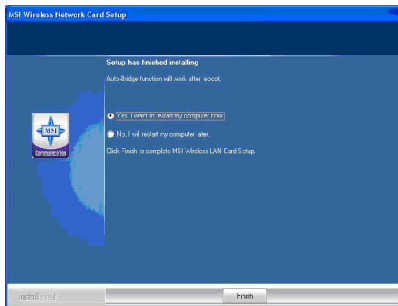 MSI Wireless Network Card Setup
Setup has finished installing
Auto-Bridge function will work after reboot.
Yes, I want to restart my computer now.
No, I will restart my computer later.
Click Finish to complete MSI Wireless LAN Card Setup.
MSI
Communication
Finish